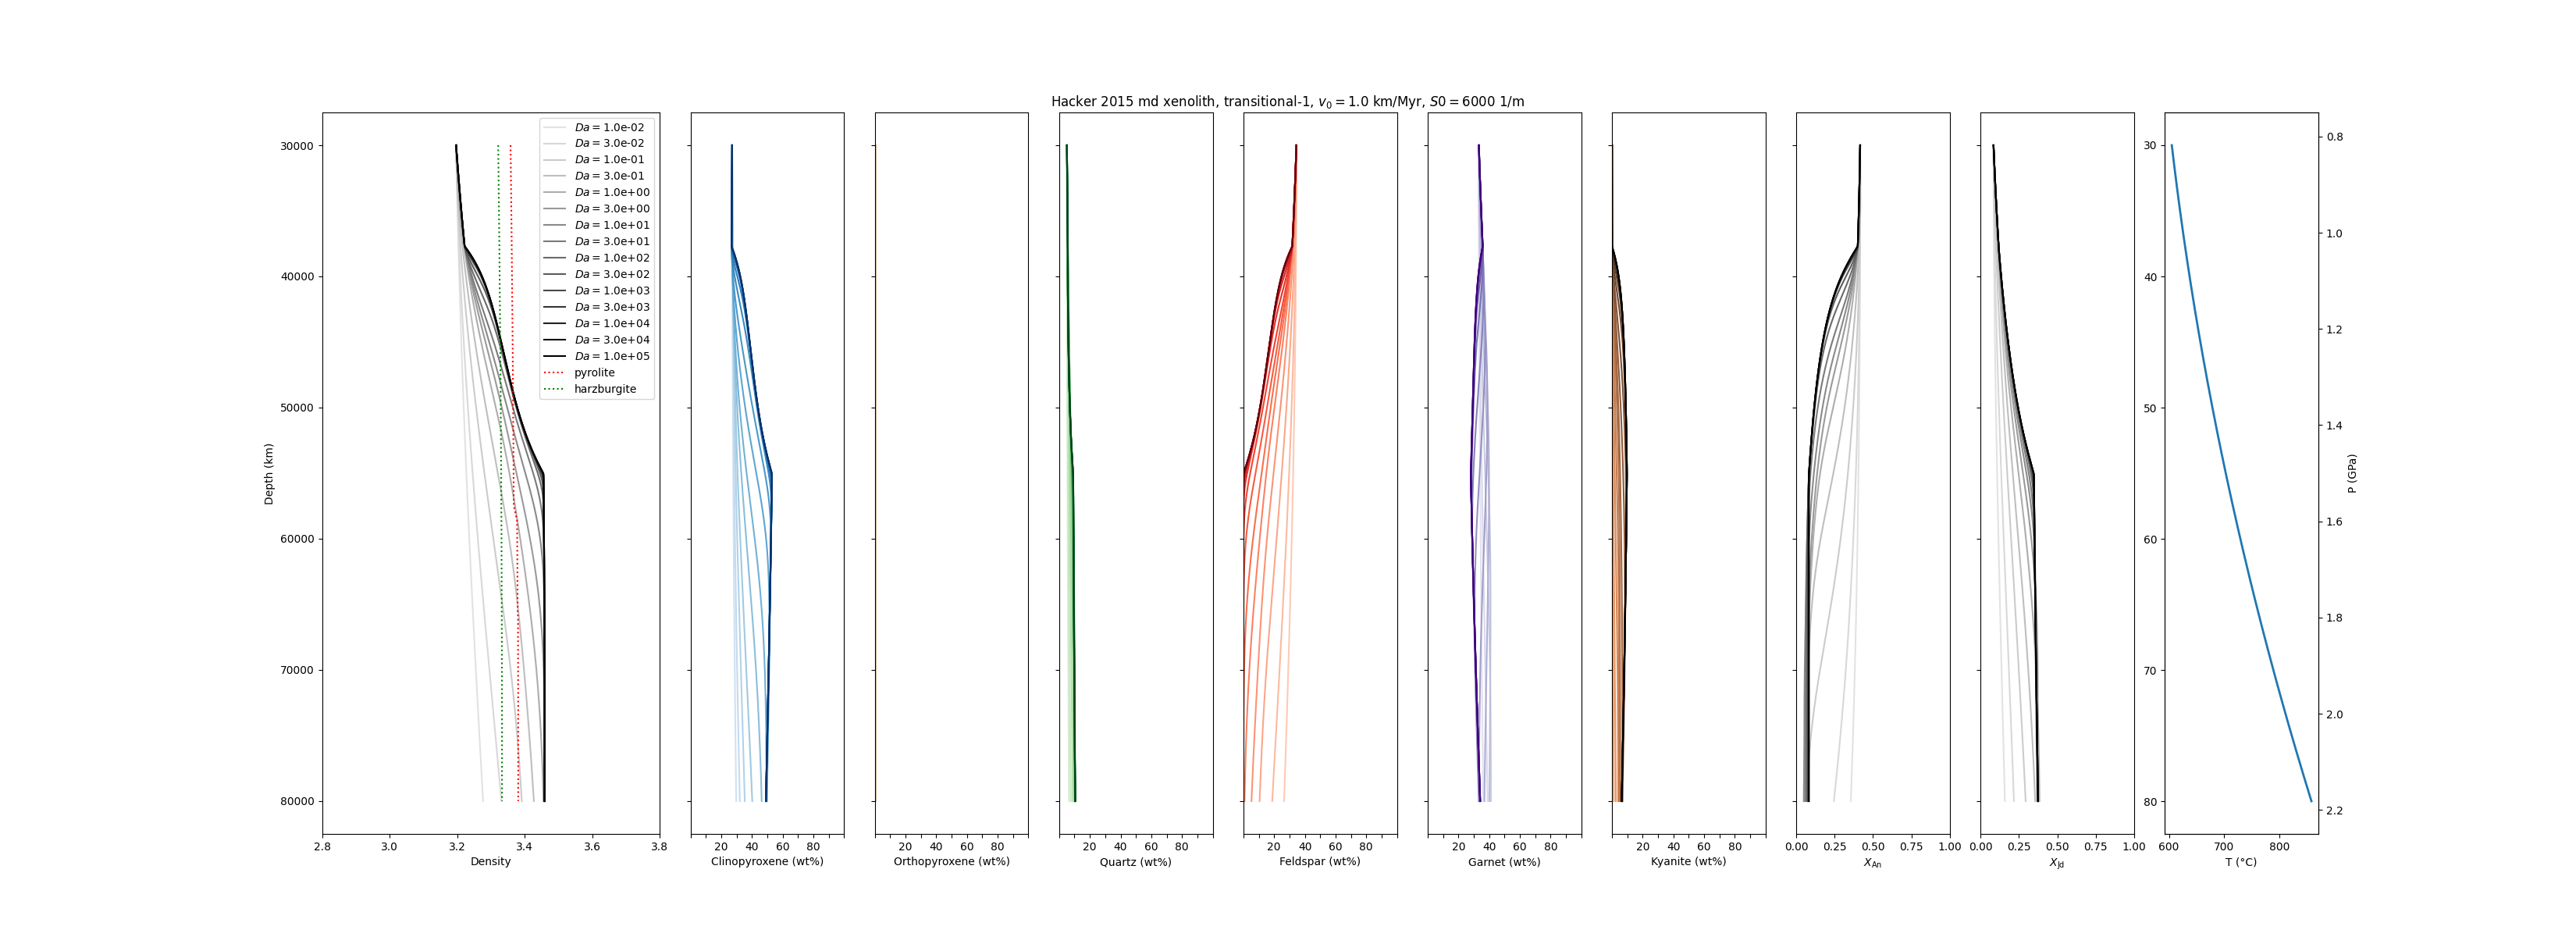 Hacker 2015 md xenolith, transitional-1, v₀ = 1.0 km/Myr, S0 = 6000 1/m
Da = 1.0e-02
Da = 3.0e-02
Da = 1.0e-01
Da = 3.0e-01
Da = 1.0e+00
Da = 3.0e+00
Da = 1.0e+01
Da = 3.0e+01
Da = 1.0e+02
Da = 3.0e+02
Da = 1.0e+03
Da = 3.0e+03
Da = 1.0e+04
Da = 3.0e+04
Da = 1.0e+05
pyrolite
harzburgite
Depth (km)
30000
40000
50000
60000
70000
80000
2.8 3.0 3.2 3.4 3.6 3.8
Density
20 40 60 80
Clinopyroxene (wt%)
20 40 60 80
Orthopyroxene (wt%)
20 40 60 80
Quartz (wt%)
20 40 60 80
Feldspar (wt%)
20 40 60 80
Garnet (wt%)
20 40 60 80
Kyanite (wt%)
0.00 0.25 0.50 0.75 1.00
X_An
0.00 0.25 0.50 0.75 1.00
X_Jd
30
40
50
60
70
80
600 700 800
T (°C)
0.8
1.0
1.2
1.4
1.6
1.8
2.0
2.2
P (GPa)